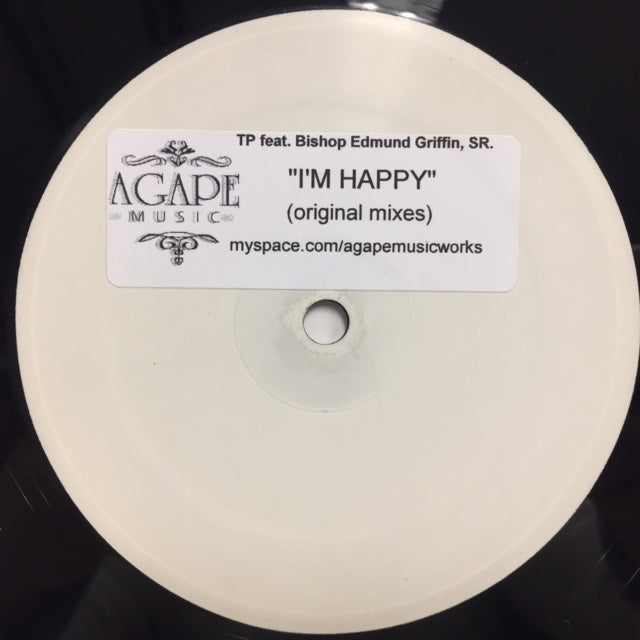 TP feat. Bishop Edmund Griffin, SR.
AGAPE
MUSIC
"I'M HAPPY"
(original mixes)
myspace.com/agapemusicworks